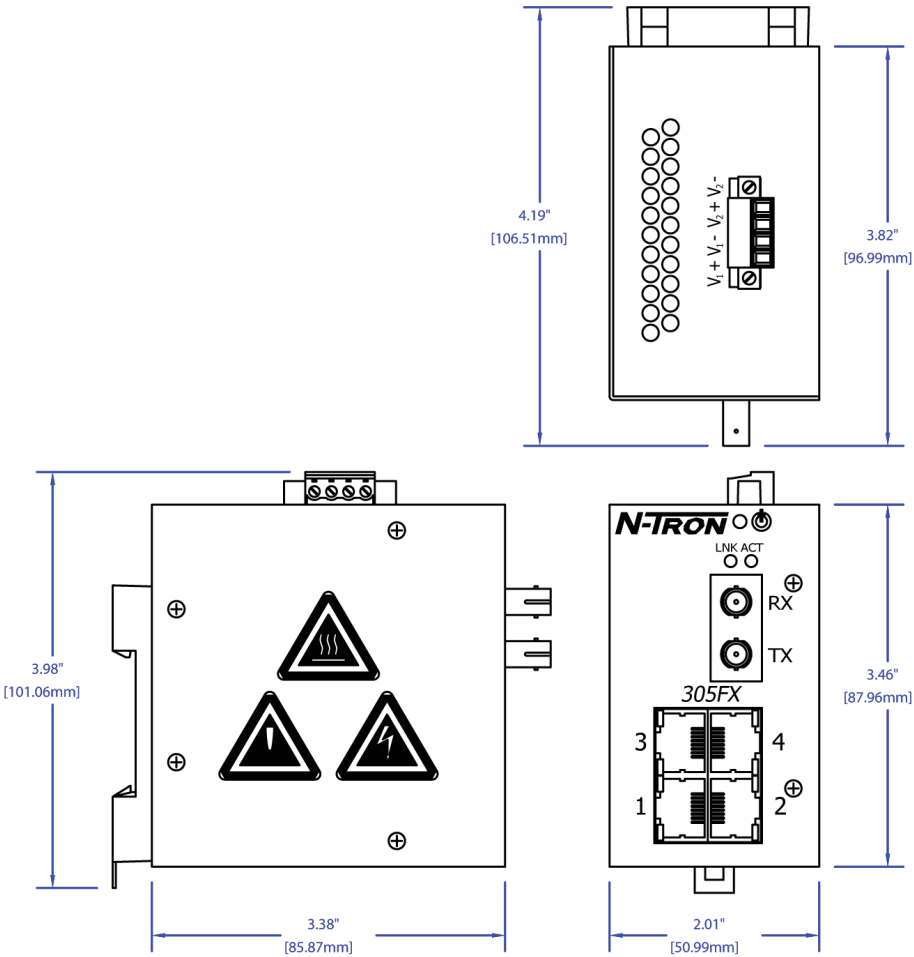 4.19"
[106.51mm]
V₁ + V₁ - V₂ + V₂ -
3.82"
[96.99mm]
N-TRON
LNK ACT
RX
TX
305FX
3 4
1 2
3.98"
[101.06mm]
3.46"
[87.96mm]
3.38"
[85.87mm]
2.01"
[50.99mm]